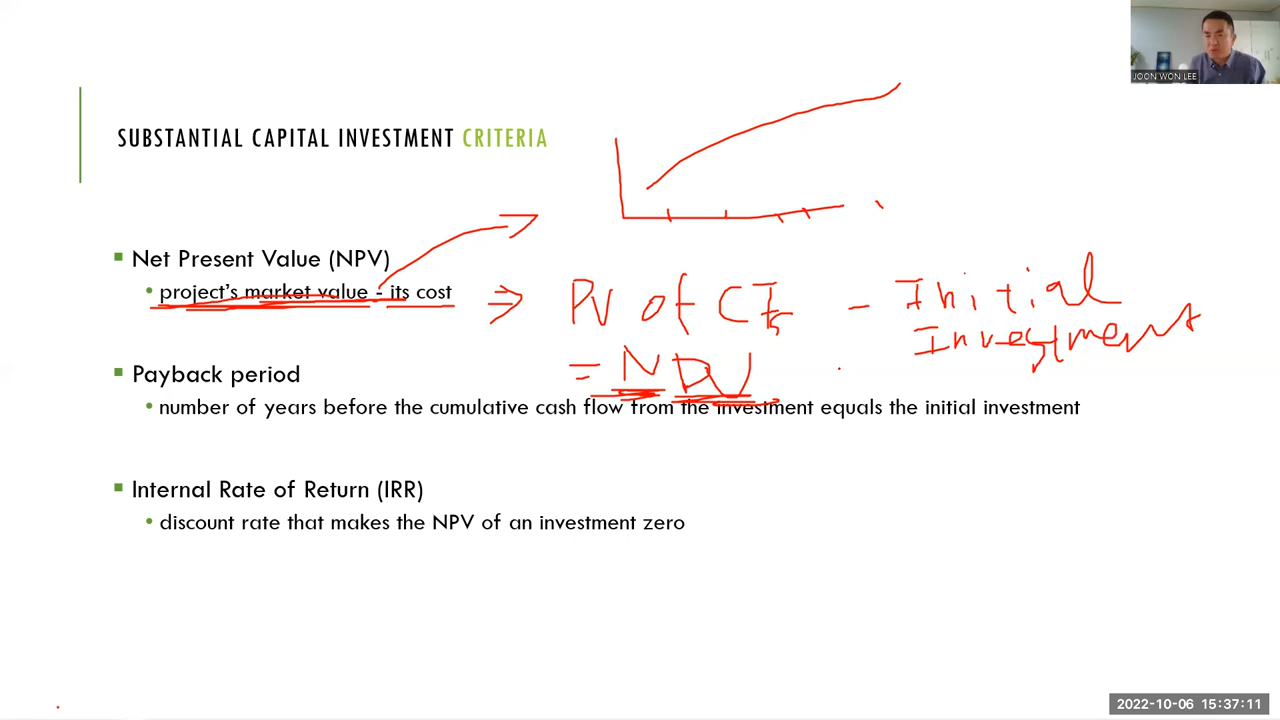 JOON WON LEE
SUBSTANTIAL CAPITAL INVESTMENT CRITERIA
▪ Net Present Value (NPV)
• project's market value - its cost ⇒ PV of CFs - Initial Investment
= NPV
▪ Payback period
• number of years before the cumulative cash flow from the investment equals the initial investment
▪ Internal Rate of Return (IRR)
• discount rate that makes the NPV of an investment zero
2022-10-06 15:37:11